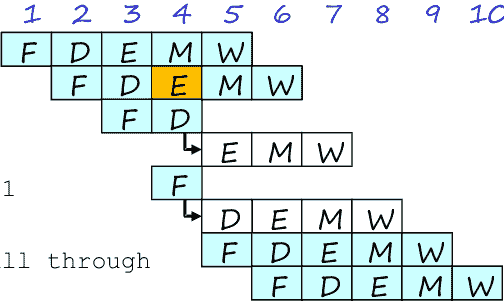 1 2 3 4 5 6 7 8 9 10
F D E M W
F D E M W
F D
E M W
F
1
D E M W
F D E M W
ll through
F D E M W